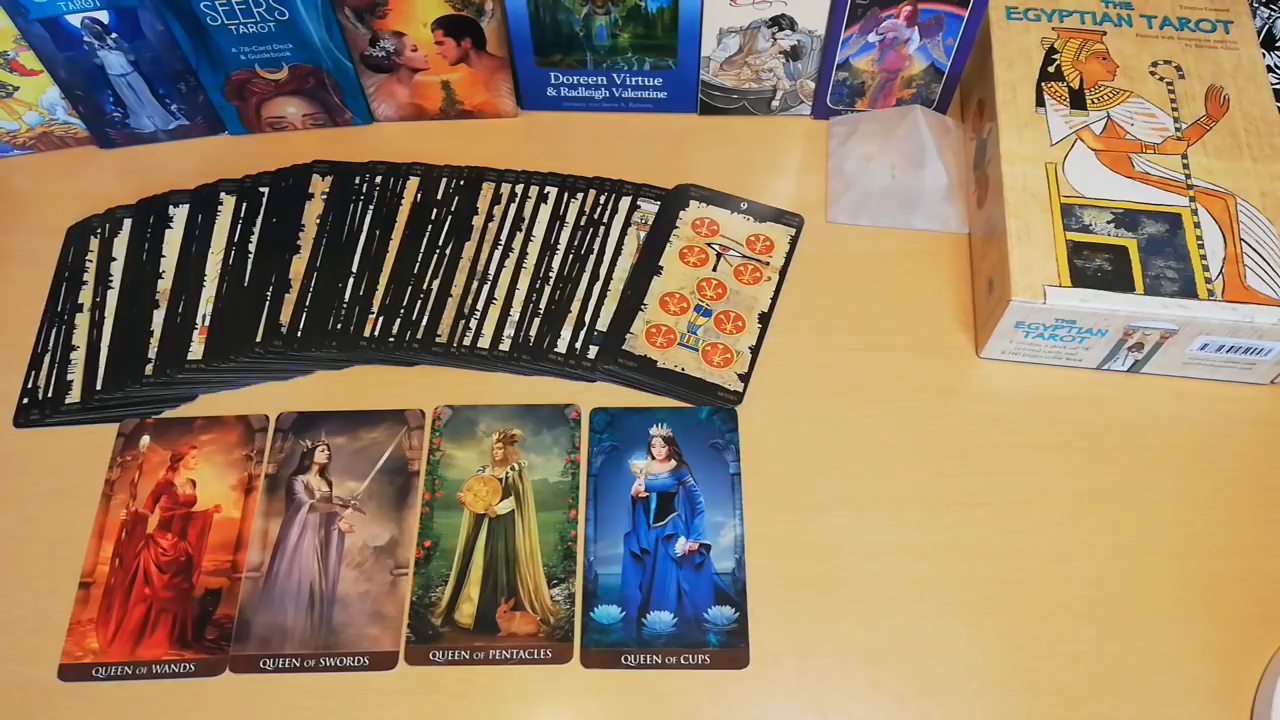 TAROT
SEERS
TAROT
A 78-Card Deck
& Guidebook
Doreen Virtue
& Radleigh Valentine
THE
EGYPTIAN TAROT
9
THE
EGYPTIAN
TAROT
QUEEN OF WANDS
QUEEN OF SWORDS
QUEEN OF PENTACLES
QUEEN OF CUPS